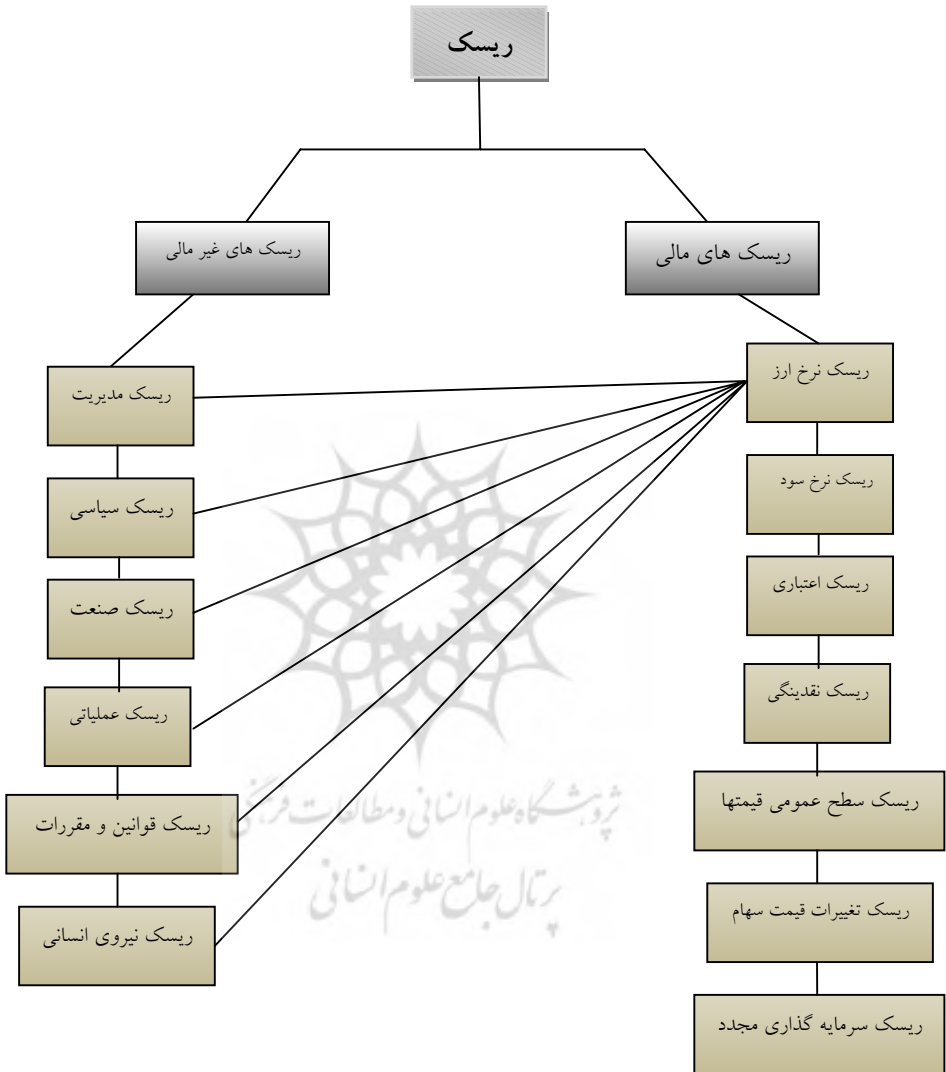 ریسک
ریسک های مالی
ریسک های غیر مالی
ریسک نرخ ارز
ریسک نرخ سود
ریسک اعتباری
ریسک نقدینگی
ریسک سطح عمومی قیمتها
ریسک تغییرات قیمت سهام
ریسک سرمایه گذاری مجدد
ریسک مدیریت
ریسک سیاسی
ریسک صنعت
ریسک عملیاتی
ریسک قوانین و مقررات
ریسک نیروی انسانی
پژوهشگاه علوم انسانی و مطالعات فرهنگی
پرتال جامع علوم انسانی